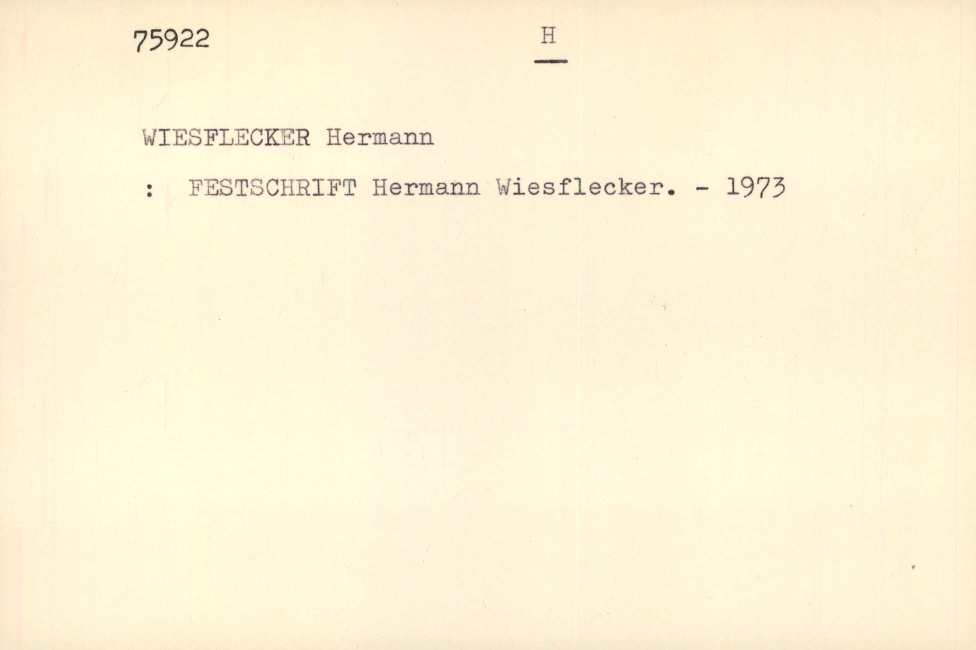 75922 H
WIESFLECKER Hermann
: FESTSCHRIFT Hermann Wiesflecker. - 1973